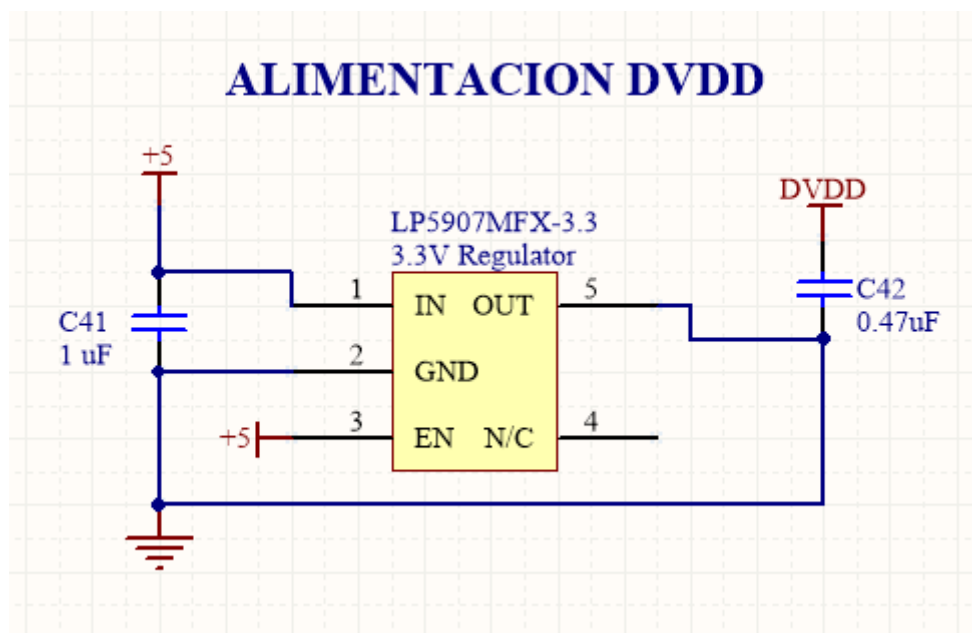 ALIMENTACION DVDD
+5
DVDD
LP5907MFX-3.3
3.3V Regulator
1
IN
OUT
5
C41
1 uF
C42
0.47uF
2
GND
+5
3
EN
N/C
4